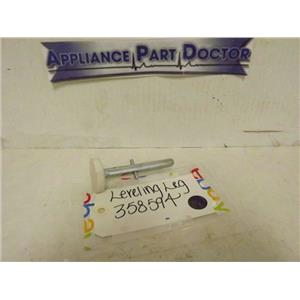 APPLIANCE PART DOCTOR
Leveling Leg
358594